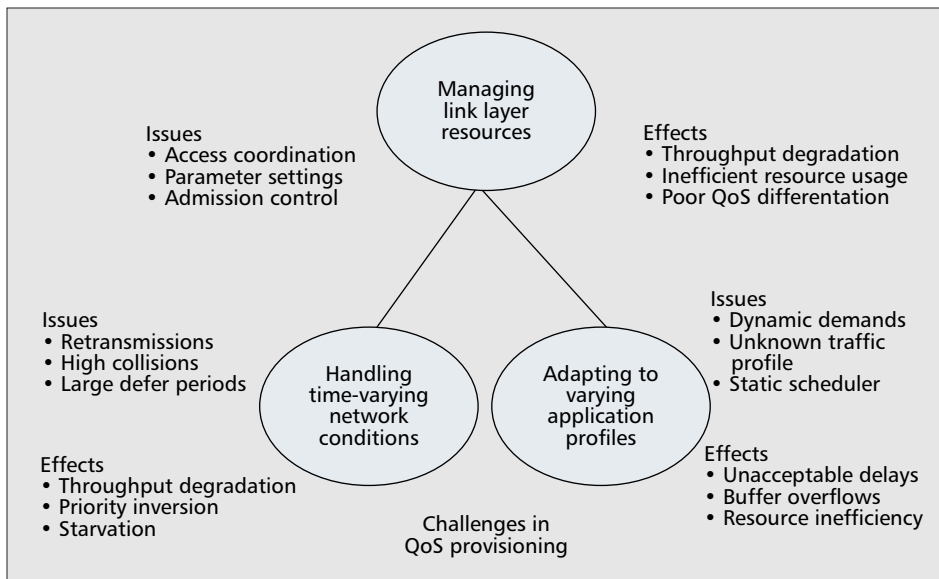 Managing
link layer
resources
Issues
• Access coordination
• Parameter settings
• Admission control
Effects
• Throughput degradation
• Inefficient resource usage
• Poor QoS differentation
Issues
• Retransmissions
• High collisions
• Large defer periods
Handling
time-varying
network
conditions
Effects
• Throughput degradation
• Priority inversion
• Starvation
Adapting to
varying
application
profiles
Issues
• Dynamic demands
• Unknown traffic
profile
• Static scheduler
Effects
• Unacceptable delays
• Buffer overflows
• Resource inefficiency
Challenges in
QoS provisioning